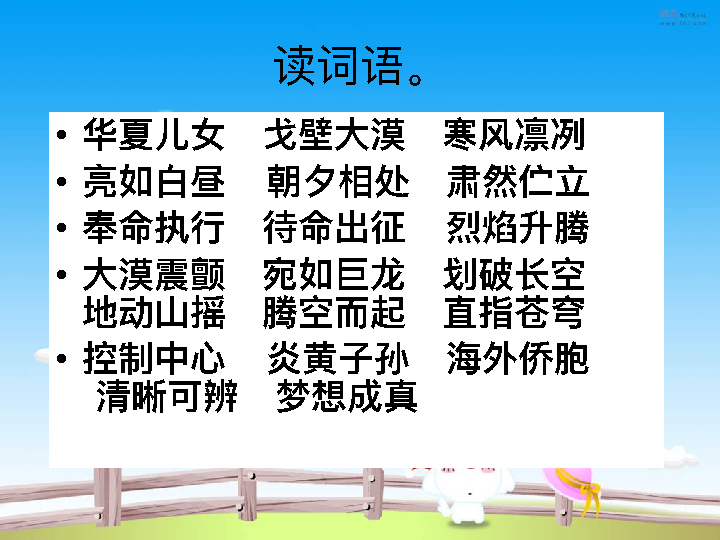 读词语。
• 华夏儿女 戈壁大漠 寒风凛冽
• 亮如白昼 朝夕相处 肃然伫立
• 奉命执行 待命出征 烈焰升腾
• 大漠震颤 宛如巨龙 划破长空
地动山摇 腾空而起 直指苍穹
• 控制中心 炎黄子孙 海外侨胞
清晰可辨 梦想成真